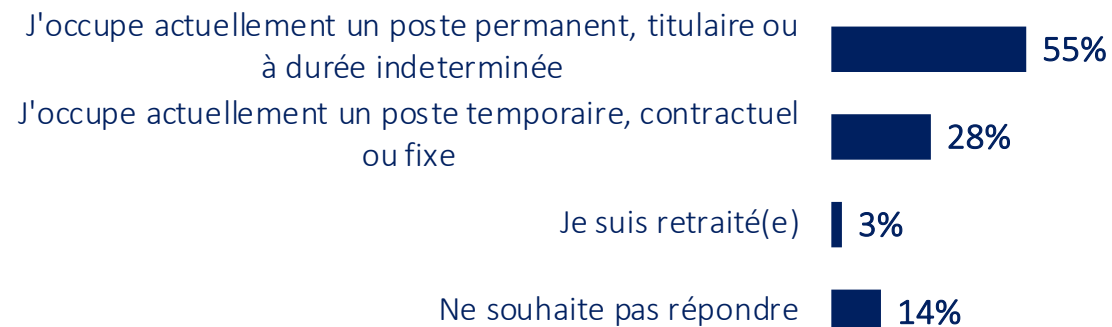 J'occupe actuellement un poste permanent, titulaire ou
à durée indeterminée
55%
J'occupe actuellement un poste temporaire, contractuel
ou fixe
28%
Je suis retraité(e)
3%
Ne souhaite pas répondre
14%